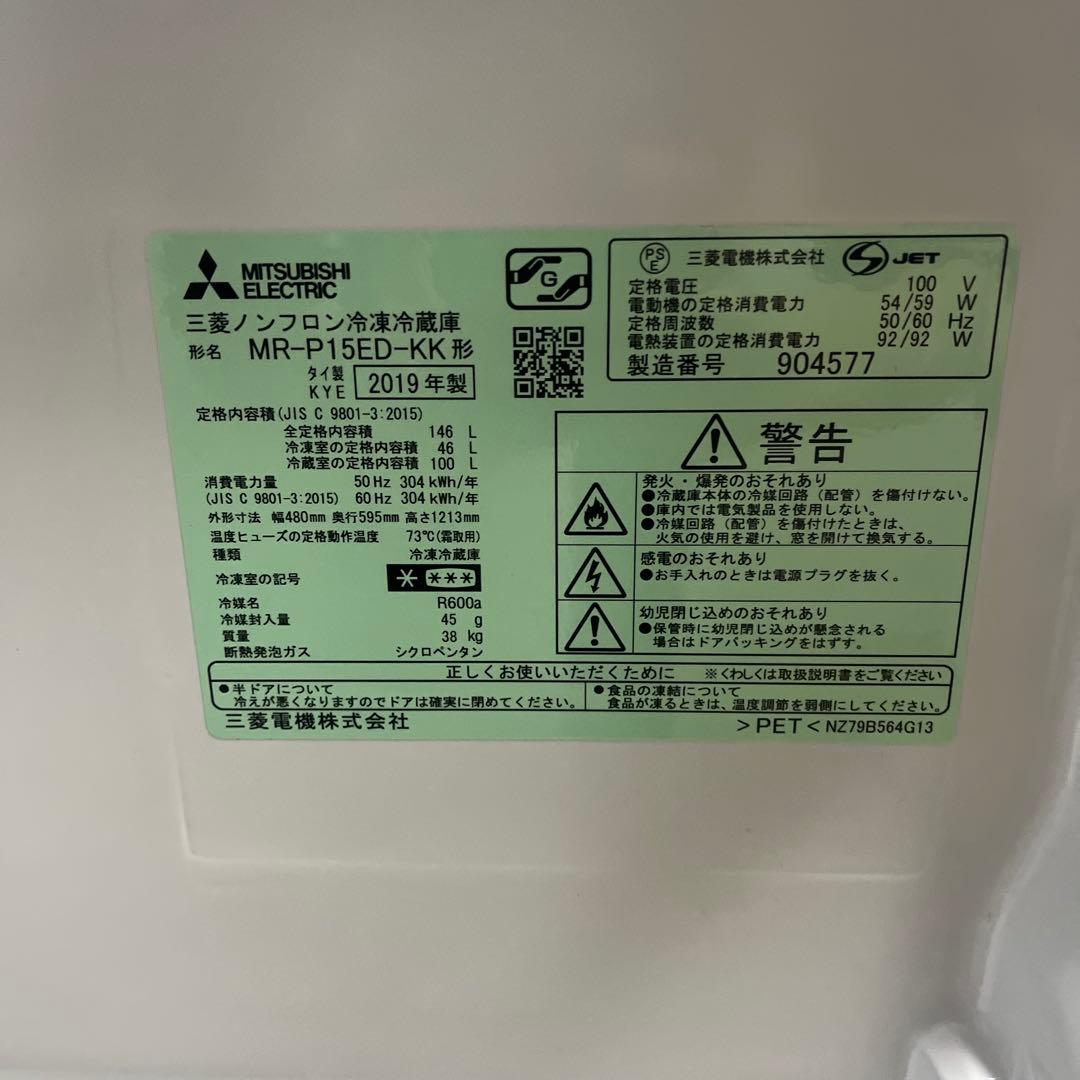 MITSUBISHI
ELECTRIC
三菱ノンフロン冷凍冷蔵庫
形名 MR-P15ED-KK形
タイ製
KYE 2019年製
G
PS
E
三菱電機株式会社 S JET
定格電圧 100 V
電動機の定格消費電力 54/59 W
定格周波数 50/60 Hz
電熱装置の定格消費電力 92/92 W
製造番号 904577
定格内容積(JIS C 9801-3:2015)
全定格内容積 146 L
冷凍室の定格内容積 46 L
冷蔵室の定格内容積 100 L
消費電力量 50Hz 304kWh/年
(JIS C 9801-3:2015) 60Hz 304kWh/年
外形寸法 幅480mm 奥行595mm 高さ1213mm
温度ヒューズの定格動作温度 73℃(霜取用)
種類 冷凍冷蔵庫
冷凍室の記号 * ***
冷媒名 R600a
冷媒封入量 45 g
質量 38 kg
断熱発泡ガス シクロペンタン
警告
発火・爆発のおそれあり
●冷蔵庫本体の冷媒回路(配管)を傷付けない。
●庫内では電気製品を使用しない。
●冷媒回路(配管)を傷付けたときは、
火気の使用を避け、窓を開けて換気する。
感電のおそれあり
●お手入れのときは電源プラグを抜く。
幼児閉じ込めのおそれあり
●保管時に幼児閉じ込めが懸念される
場合はドアパッキングをはずす。
正しくお使いいただくために ※くわしくは取扱説明書をご覧ください
●半ドアについて
冷えが悪くなりますのでドアは確実に閉めてください。
●食品の凍結について
食品が凍るときは、温度調節を弱側にしてください。
三菱電機株式会社 >PET< NZ79B564G13